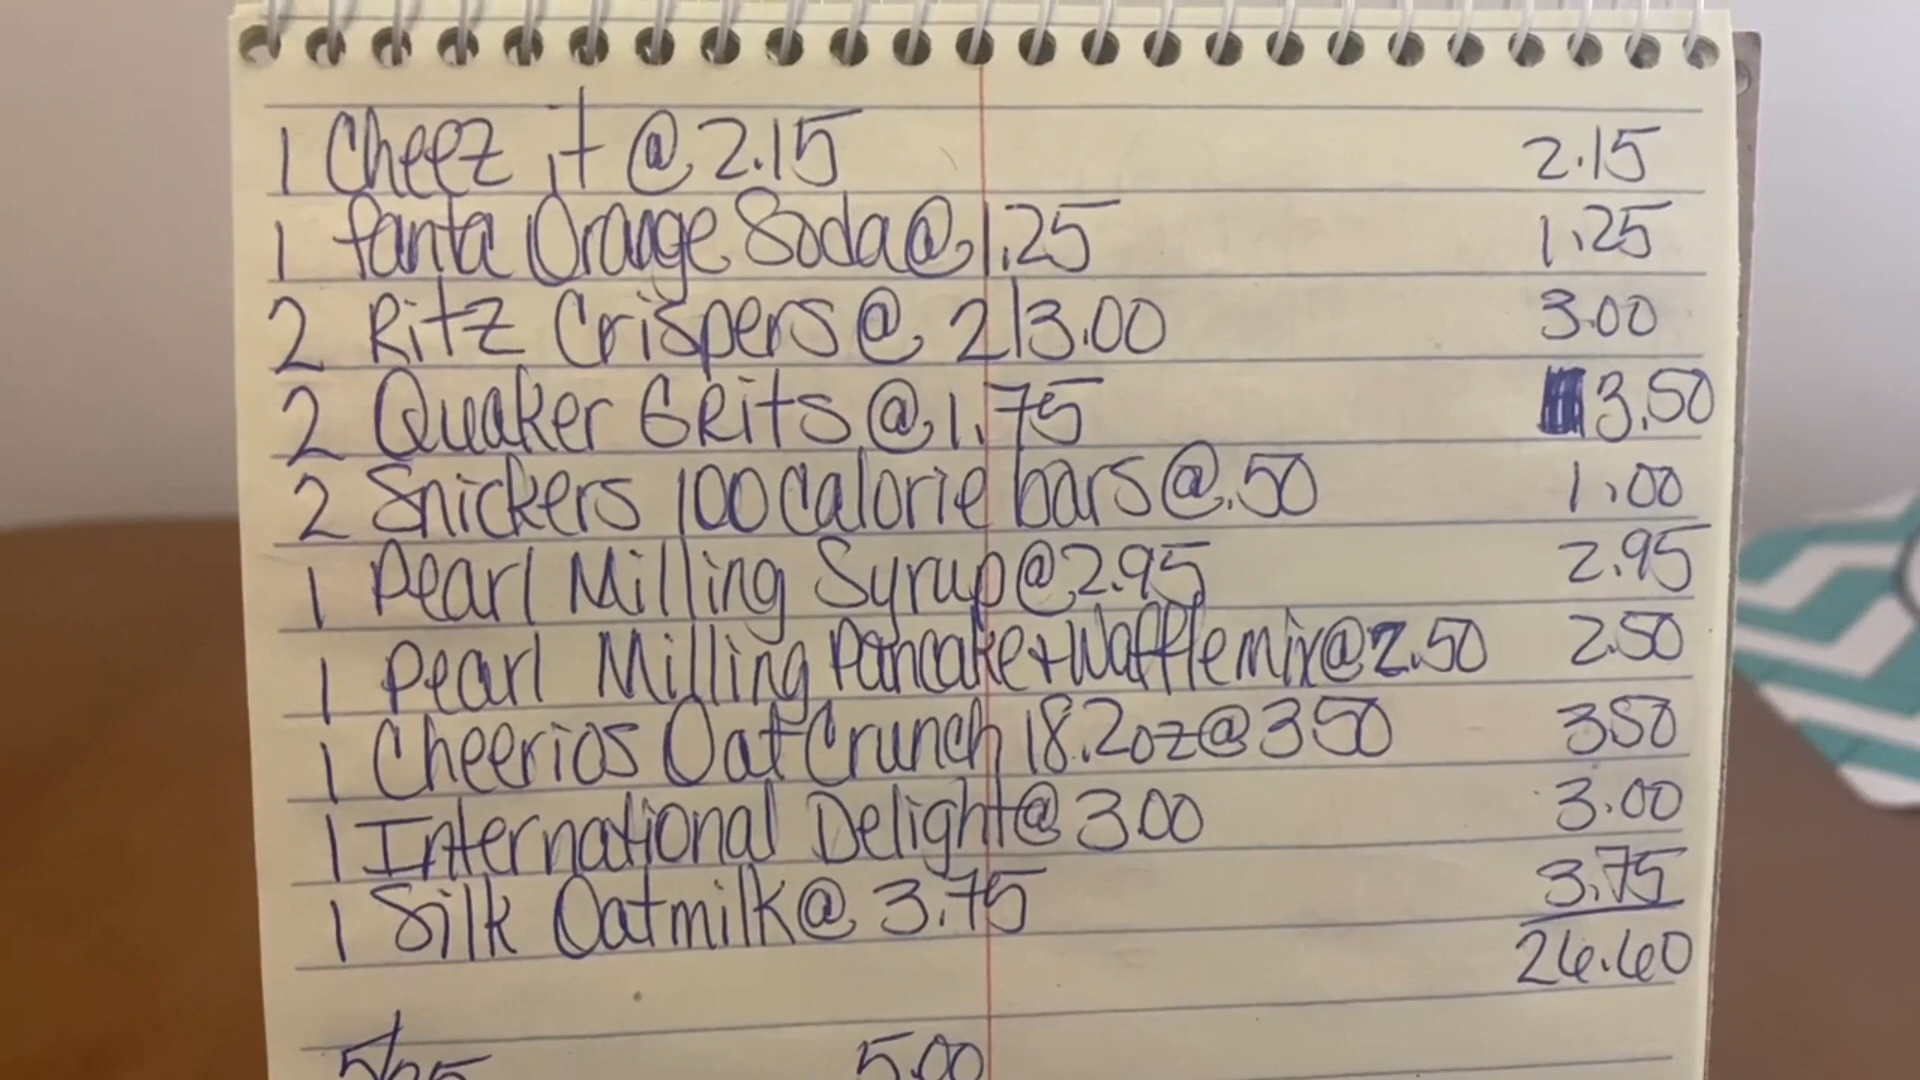 1 Cheez it @ 2.15 2.15
1 Fanta Orange Soda @ 1.25 1.25
2 Ritz Crispers @ 2/3.00 3.00
2 Quaker Grits @ 1.75 3.50
2 Snickers 100 Calorie bars @ .50 1.00
1 Pearl Milling Syrup @ 2.95 2.95
1 Pearl Milling Pancake + Waffle mix @ 2.50 2.50
1 Cheerios Oat Crunch 18.2oz @ 3.50 3.50
1 International Delight @ 3.00 3.00
1 Silk Oatmilk @ 3.75 3.75
26.60
5/25 5.00